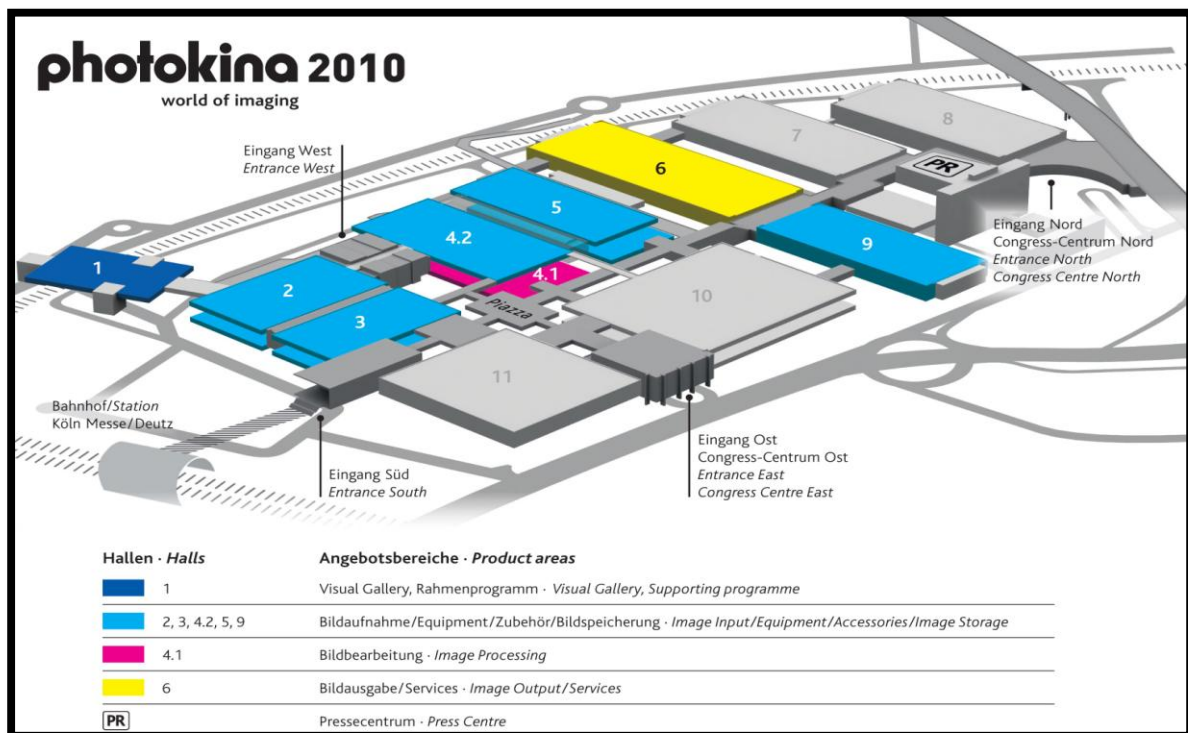 photokina 2010
world of imaging
Eingang West
Entrance West
7
8
PR
6
5
4.2
9
1
4.1
2
10
Piazza
3
11
Eingang Nord
Congress-Centrum Nord
Entrance North
Congress Centre North
Bahnhof/Station
Köln Messe/Deutz
Eingang Süd
Entrance South
Eingang Ost
Congress-Centrum Ost
Entrance East
Congress Centre East
Hallen · Halls Angebotsbereiche · Product areas
1 Visual Gallery, Rahmenprogramm · Visual Gallery, Supporting programme
2, 3, 4.2, 5, 9 Bildaufnahme/Equipment/Zubehör/Bildspeicherung · Image Input/Equipment/Accessories/Image Storage
4.1 Bildbearbeitung · Image Processing
6 Bildausgabe/Services · Image Output/Services
PR Pressecentrum · Press Centre